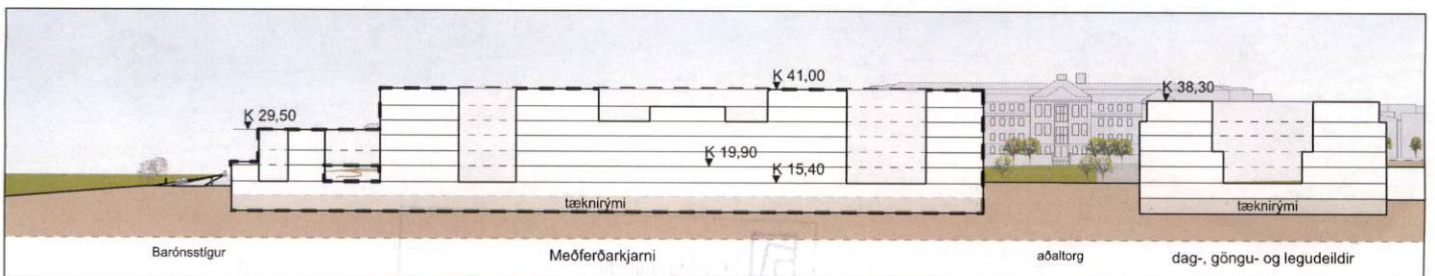 K 41,00
K 38,30
K 29,50
K 19,90
K 15,40
tæknirými
tæknirými
Barónsstígur
Meðferðarkjarni
aðaltorg
dag-, göngu- og legudeildir